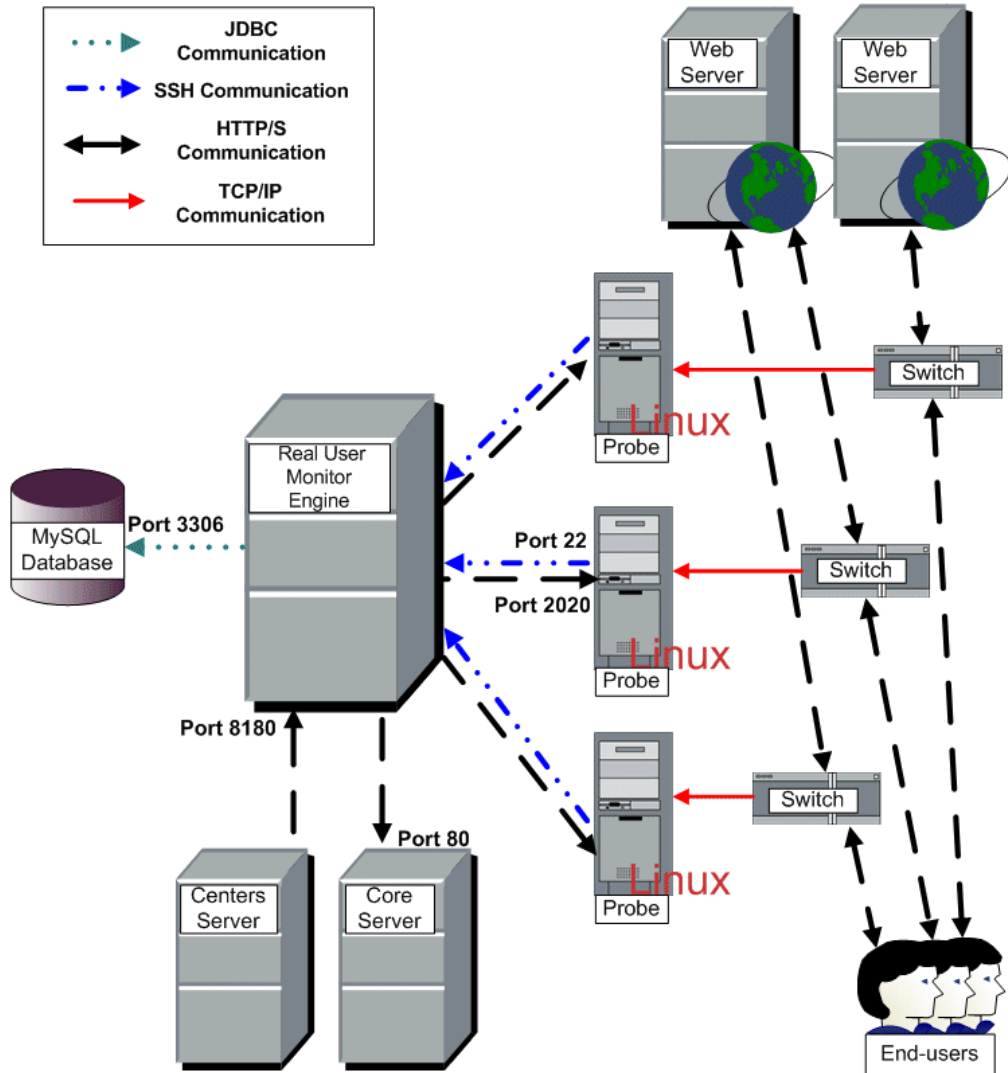 JDBC
Communication
SSH Communication
HTTP/S
Communication
TCP/IP
Communication
Web
Server
Web
Server
Switch
Linux
Probe
Real User
Monitor
Engine
MySQL
Database
Port 3306
Port 22
Port 2020
Linux
Probe
Switch
Port 8180
Port 80
Linux
Probe
Switch
Centers
Server
Core
Server
End-users